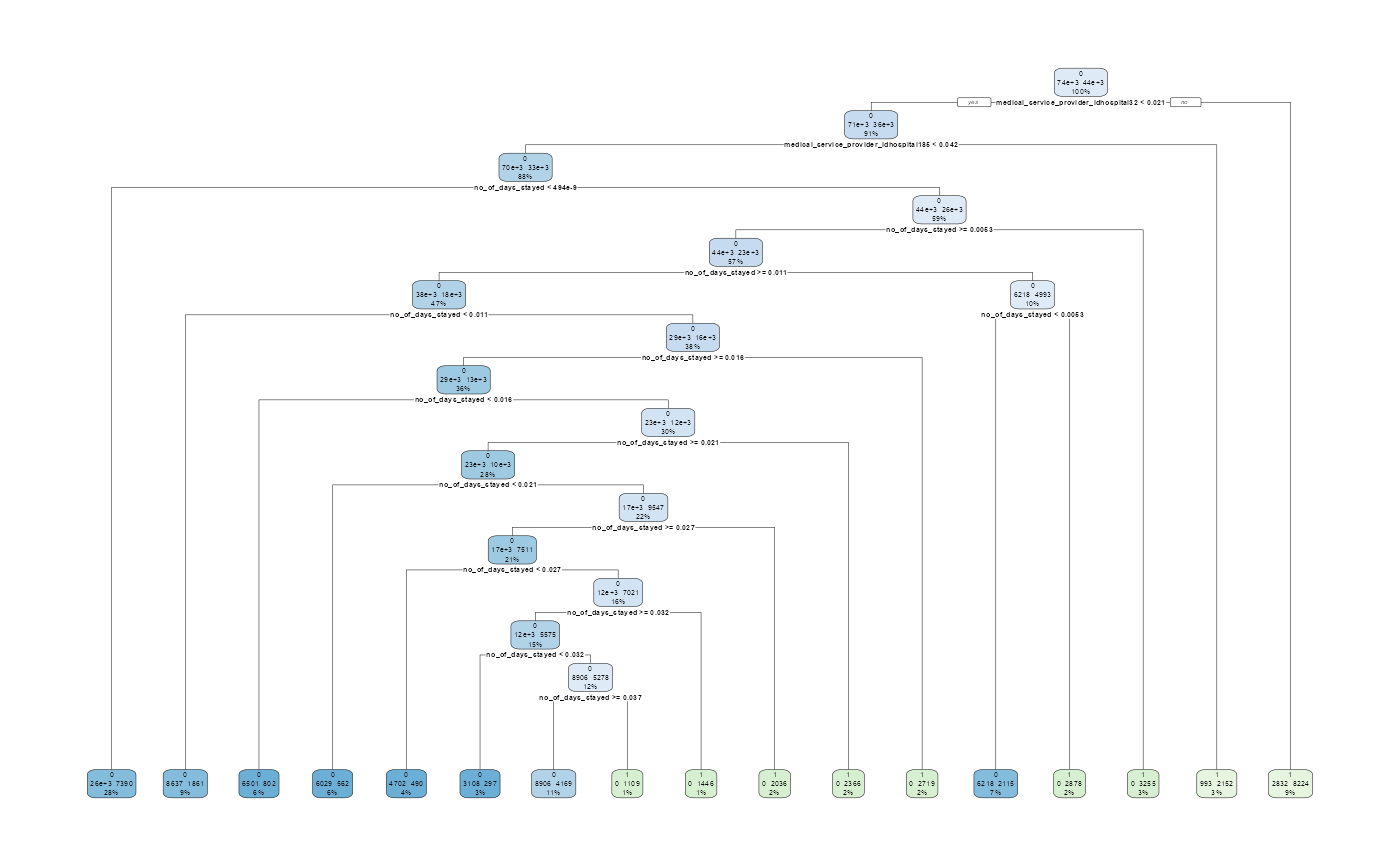 0
74e+3 44e+3
100%
yes
medical_service_provider_idhospital32 < 0.021
no
0
71e+3 36e+3
91%
medical_service_provider_idhospital185 < 0.042
0
70e+3 33e+3
88%
no_of_days_stayed < 494e-9
0
44e+3 26e+3
59%
no_of_days_stayed >= 0.0053
0
44e+3 23e+3
57%
no_of_days_stayed >= 0.011
0
38e+3 18e+3
47%
0
6218 4993
10%
no_of_days_stayed < 0.011
no_of_days_stayed < 0.0053
0
29e+3 16e+3
38%
no_of_days_stayed >= 0.016
0
29e+3 13e+3
36%
no_of_days_stayed < 0.016
0
23e+3 12e+3
30%
no_of_days_stayed >= 0.021
0
23e+3 10e+3
28%
no_of_days_stayed < 0.021
0
17e+3 9547
22%
no_of_days_stayed >= 0.027
0
17e+3 7511
21%
no_of_days_stayed < 0.027
0
12e+3 7021
16%
no_of_days_stayed >= 0.032
0
12e+3 5575
15%
no_of_days_stayed < 0.032
0
8906 5278
12%
no_of_days_stayed >= 0.037
0
26e+3 7390
28%
0
8637 1861
9%
0
6501 802
6%
0
6029 562
6%
0
4702 490
4%
0
3108 297
3%
0
8906 4169
11%
1
0 1109
1%
1
0 1446
1%
1
0 2036
2%
1
0 2366
2%
1
0 2719
2%
0
6218 2115
7%
1
0 2878
2%
1
0 3255
3%
1
993 2152
3%
1
2832 8224
9%